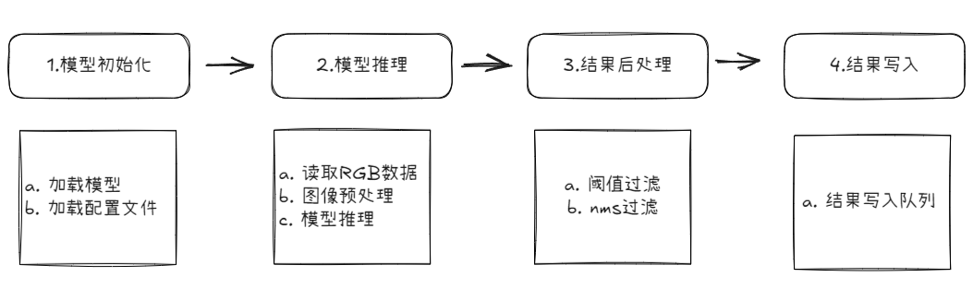 1.模型初始化
2.模型推理
3.结果后处理
4.结果写入
a. 加载模型
b. 加载配置文件
a. 读取RGB数据
b. 图像预处理
c. 模型推理
a. 阈值过滤
b. nms过滤
a. 结果写入队列